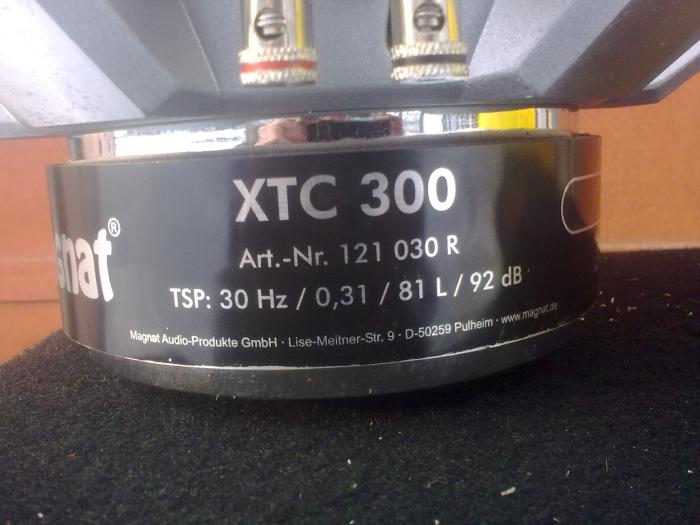 XTC 300
Art.-Nr. 121 030 R
gnat®
TSP: 30 Hz / 0,31 / 81 L / 92 dB
Magnat Audio-Produkte GmbH · Lise-Meitner-Str. 9 · D-50259 Pulheim · www.magnat.de